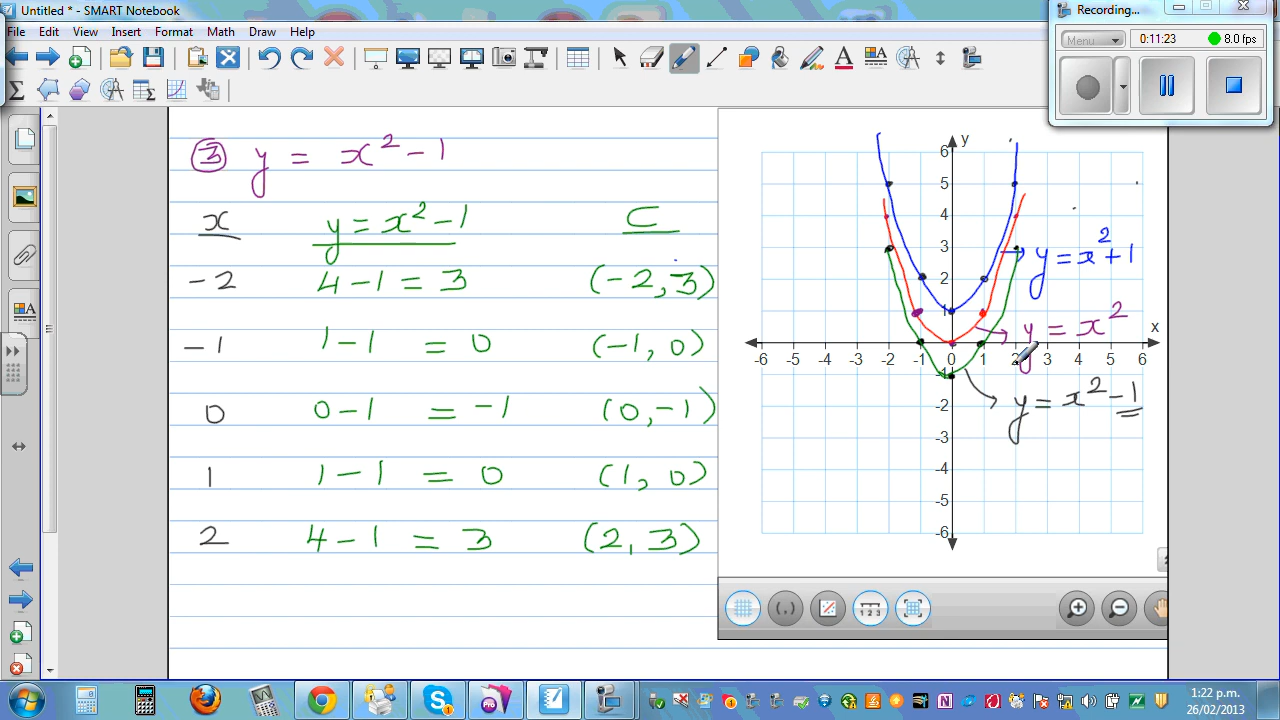 Untitled * - SMART Notebook
File Edit View Insert Format Math Draw Help
Recording...
Menu 0:11:23 8.0 fps
③ y = x² - 1
x y = x² - 1 C
-2 4 - 1 = 3 (-2, 3)
-1 1 - 1 = 0 (-1, 0)
0 0 - 1 = -1 (0, -1)
1 1 - 1 = 0 (1, 0)
2 4 - 1 = 3 (2, 3)
y
6
5
4
3
2
1
-6 -5 -4 -3 -2 -1 0 1 2 3 4 5 6 x
-1
-2
-3
-4
-5
-6
y = x² + 1
y = x²
y = x² - 1
1:22 p.m.
26/02/2013